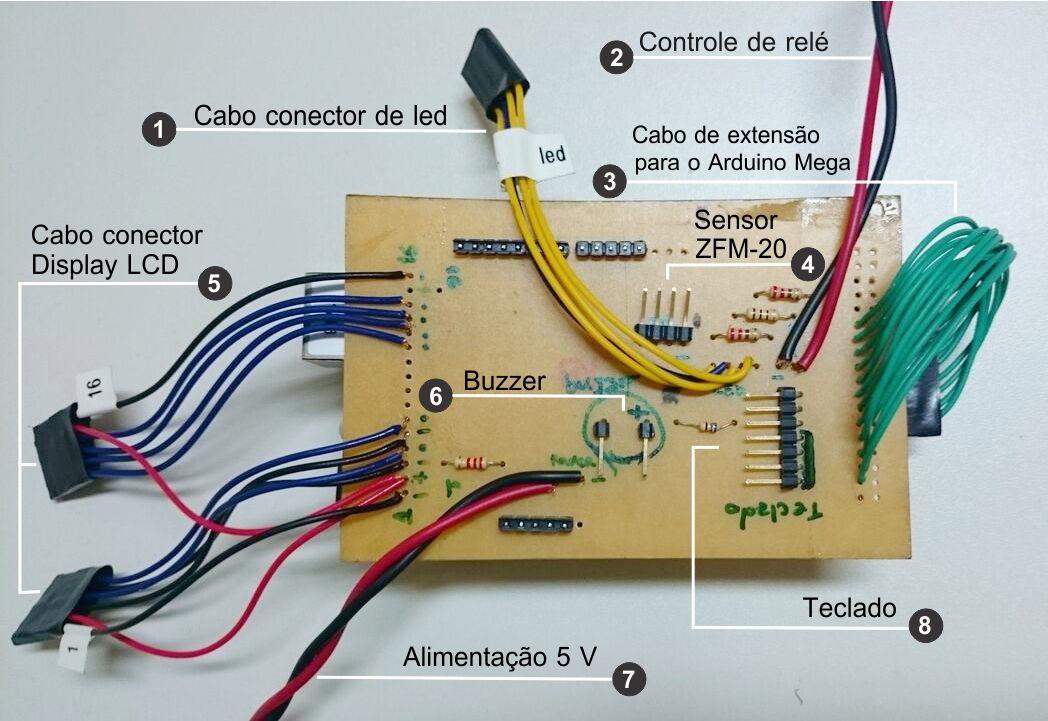 2 Controle de relé
1 Cabo conector de led
Cabo de extensão
para o Arduino Mega
3
led
Sensor
ZFM-20 4
Cabo conector
Display LCD 5
16
Buzzer
6
Teclado
Teclado 8
1
Alimentação 5 V
7